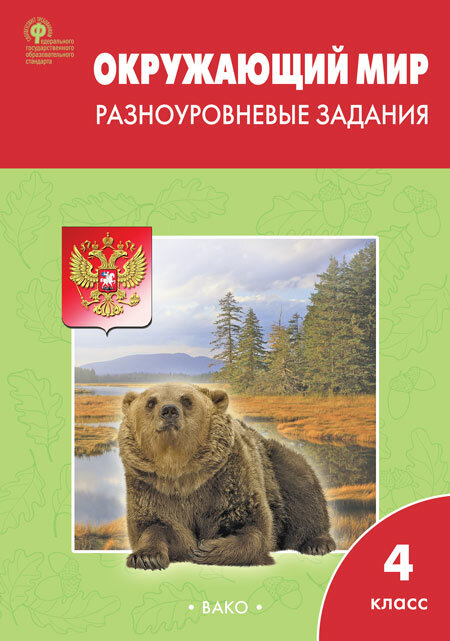 Федерального
государственного
образовательного
стандарта
ОКРУЖАЮЩИЙ МИР
РАЗНОУРОВНЕВЫЕ ЗАДАНИЯ
• ВАКО •
4
класс